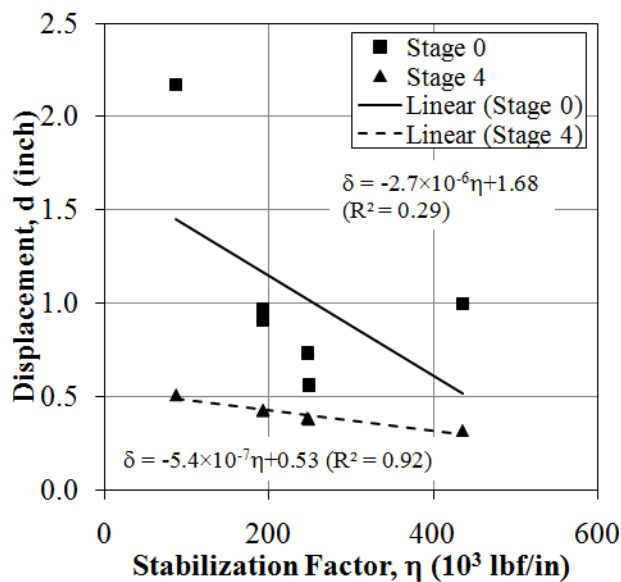 2.5
2.0
1.5
1.0
0.5
0.0
Displacement, d (inch)
Stage 0
Stage 4
Linear (Stage 0)
Linear (Stage 4)
δ = -2.7×10⁻⁶η+1.68
(R² = 0.29)
δ = -5.4×10⁻⁷η+0.53 (R² = 0.92)
0 200 400 600
Stabilization Factor, η (10³ lbf/in)